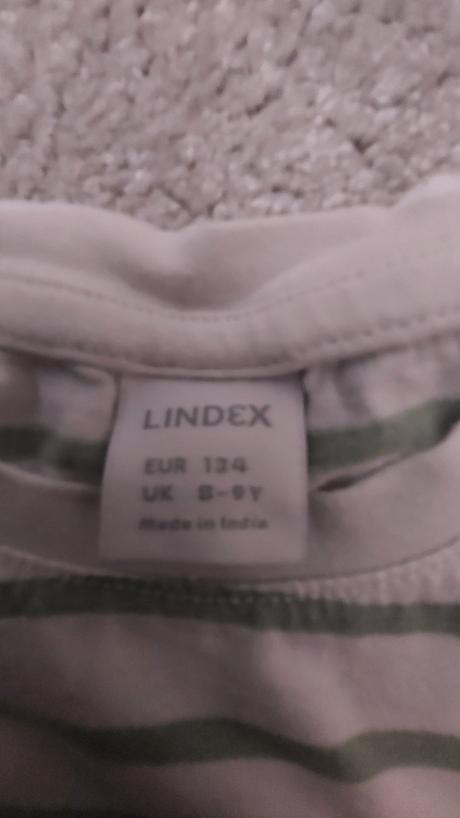 LINDEX
EUR 134
UK 8-9Y
Made in India